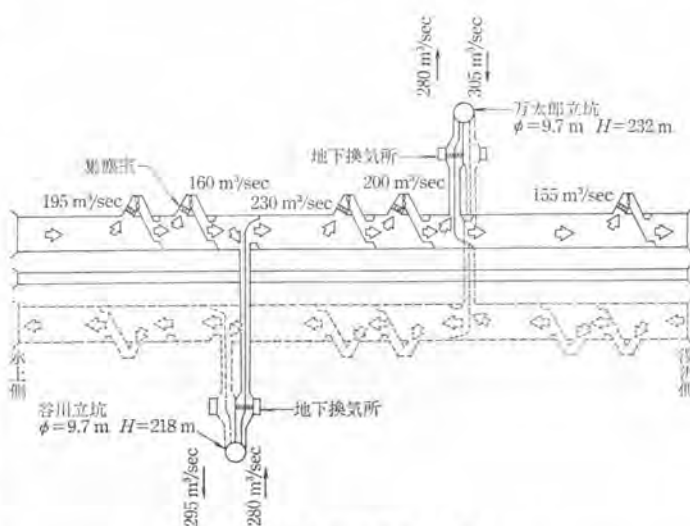 280 m³/sec
305 m³/sec
万太郎立坑
φ=9.7 m H=232 m
地下換気所
集塵室
195 m³/sec
160 m³/sec
230 m³/sec
200 m³/sec
155 m³/sec
水上側
湯沢側
谷川立坑
φ=9.7 m H=218 m
地下換気所
295 m³/sec
280 m³/sec